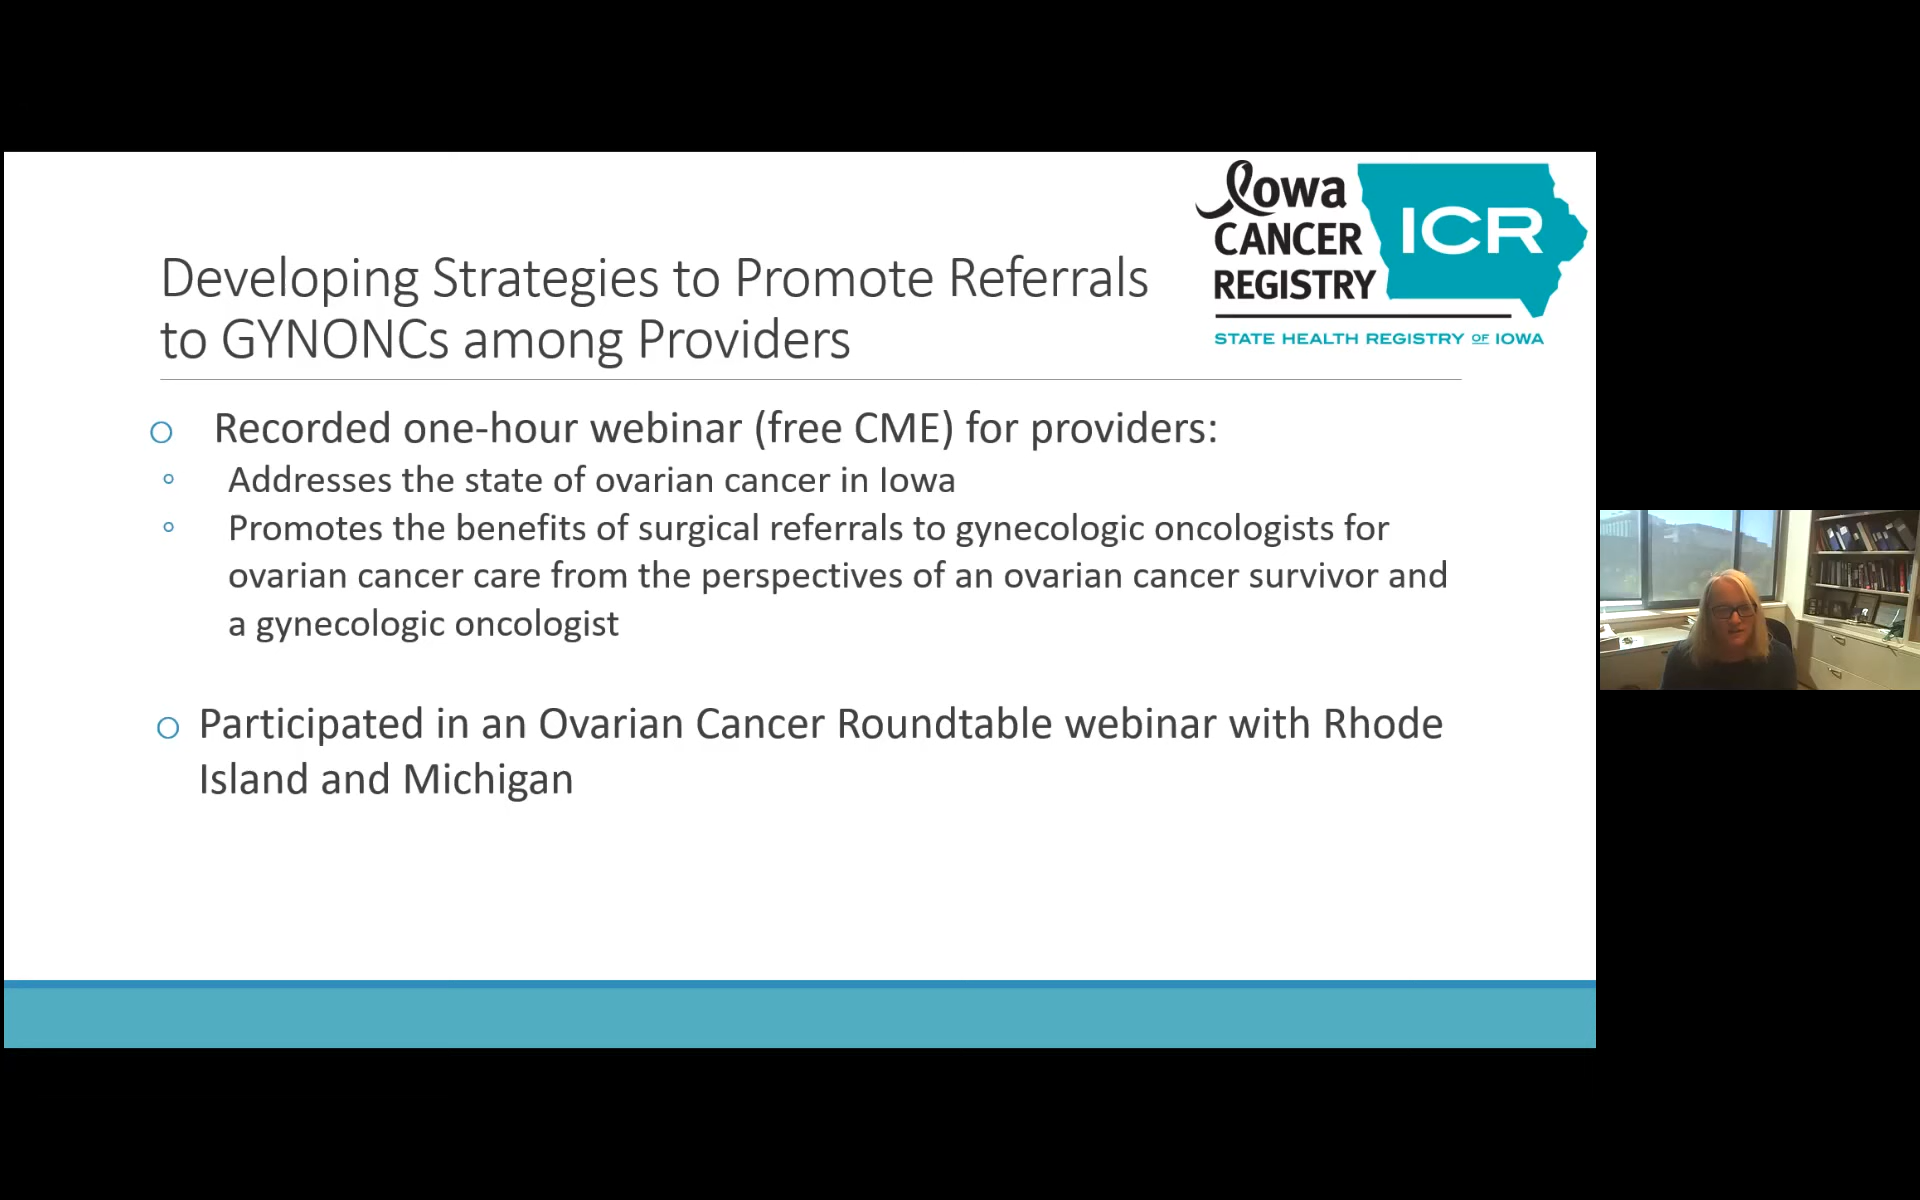 Iowa
CANCER
REGISTRY
ICR
STATE HEALTH REGISTRY OF IOWA
Developing Strategies to Promote Referrals
to GYNONCs among Providers
Recorded one-hour webinar (free CME) for providers:
Addresses the state of ovarian cancer in Iowa
Promotes the benefits of surgical referrals to gynecologic oncologists for
ovarian cancer care from the perspectives of an ovarian cancer survivor and
a gynecologic oncologist
Participated in an Ovarian Cancer Roundtable webinar with Rhode
Island and Michigan